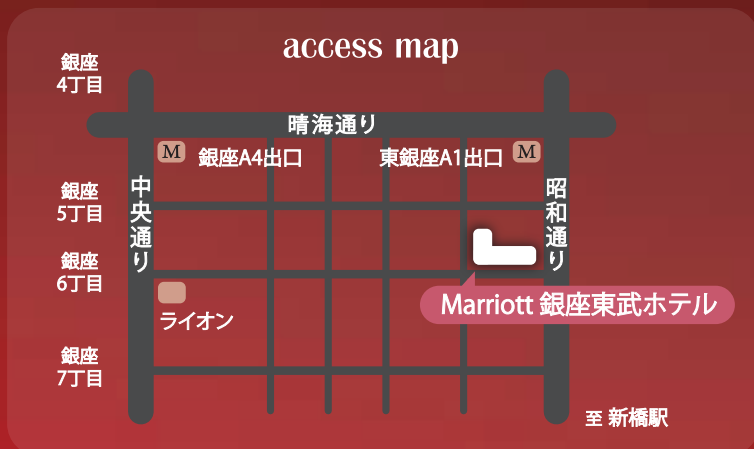 access map
銀座
4丁目
晴海通り
M
銀座A4出口
東銀座A1出口
M
中央通り
昭和通り
銀座
5丁目
銀座
6丁目
Marriott 銀座東武ホテル
ライオン
銀座
7丁目
至 新橋駅